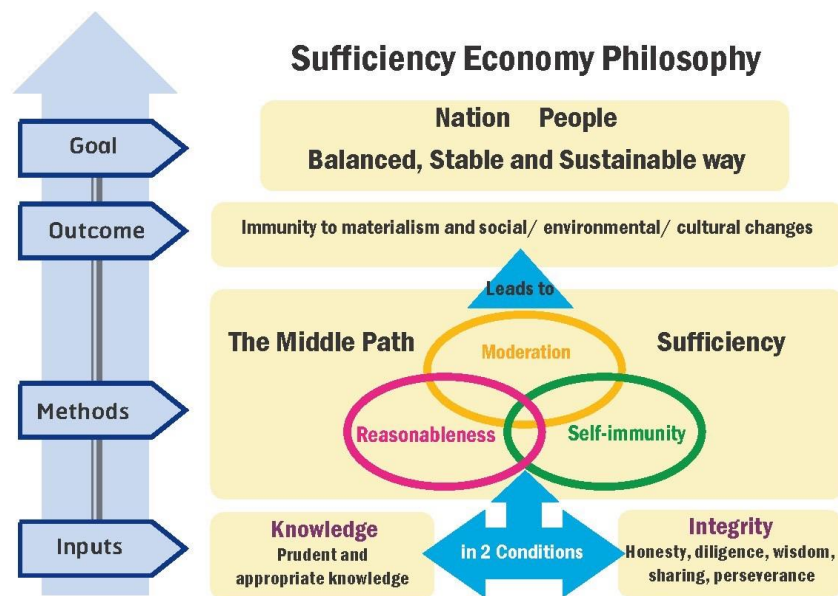 Sufficiency Economy Philosophy
Goal
Nation People
Balanced, Stable and Sustainable way
Outcome
Immunity to materialism and social/ environmental/ cultural changes
Leads to
The Middle Path
Moderation
Sufficiency
Methods
Reasonableness
Self-immunity
Inputs
Knowledge
Prudent and
appropriate knowledge
in 2 Conditions
Integrity
Honesty, diligence, wisdom,
sharing, perseverance